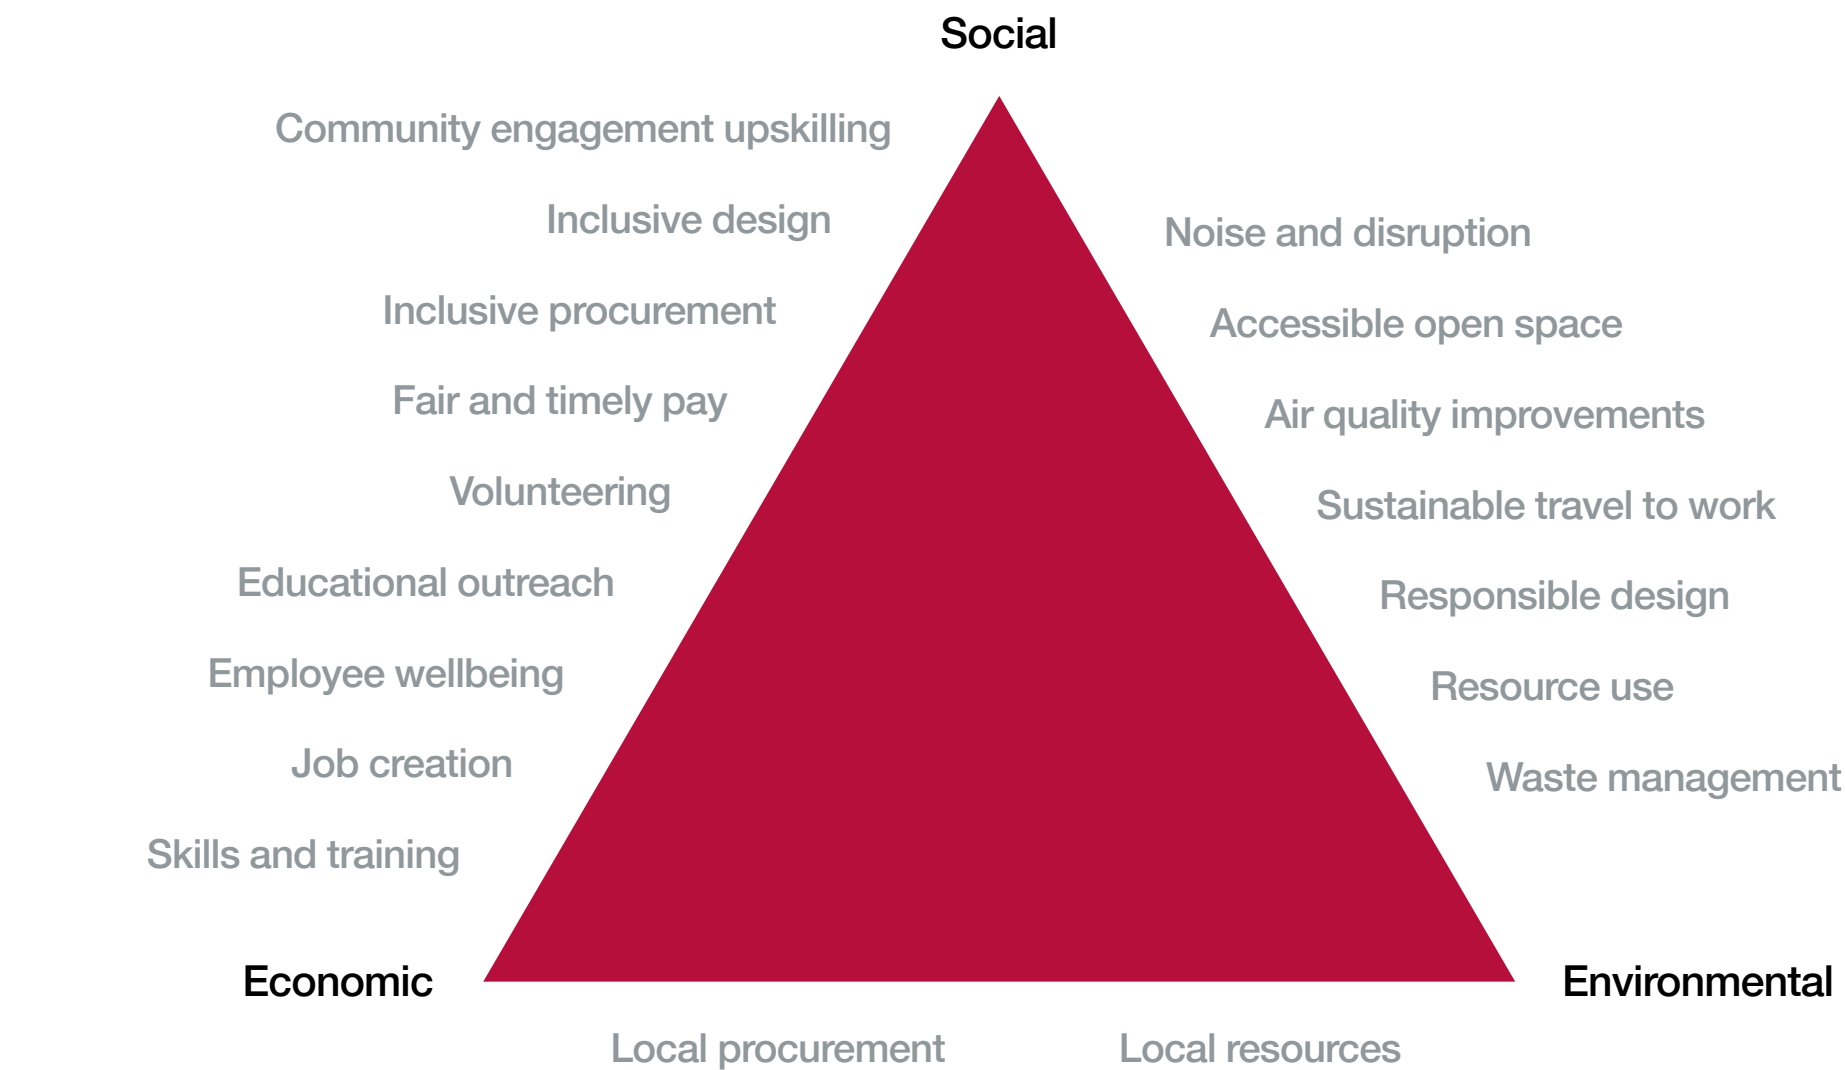 Social
Community engagement upskilling
Inclusive design
Inclusive procurement
Fair and timely pay
Volunteering
Educational outreach
Employee wellbeing
Job creation
Skills and training
Noise and disruption
Accessible open space
Air quality improvements
Sustainable travel to work
Responsible design
Resource use
Waste management
Economic
Environmental
Local procurement
Local resources